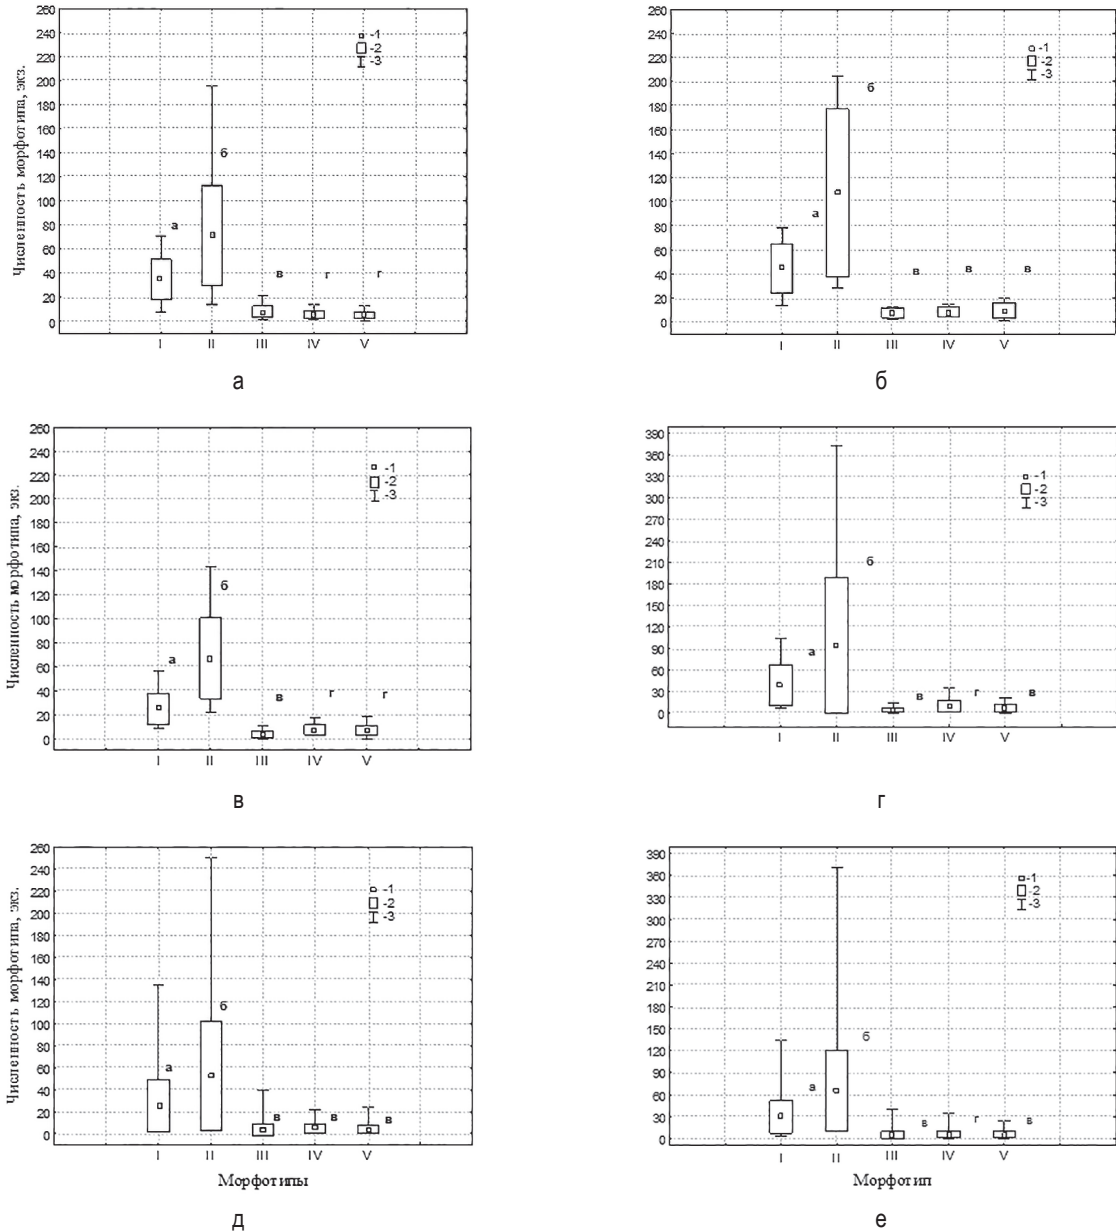 Численность морфотипа, экз.
260
240
220
200
180
160
140
120
100
80
60
40
20
0
-1
-2
-3
а
б
в
г
г
I II III IV V
а
260
240
220
200
180
160
140
120
100
80
60
40
20
0
-1
-2
-3
а
б
в
в
в
I II III IV V
б
Численность морфотипа, экз.
260
240
220
200
180
160
140
120
100
80
60
40
20
0
-1
-2
-3
а
б
в
г
г
I II III IV V
в
390
360
330
300
270
240
210
180
150
120
90
60
30
0
-1
-2
-3
а
б
в
г
в
I II III IV V
г
Численность морфотипа, экз.
260
240
220
200
180
160
140
120
100
80
60
40
20
0
-1
-2
-3
а
б
в
в
в
I II III IV V
Морфотипы
д
390
360
330
300
270
240
210
180
150
120
90
60
30
0
-1
-2
-3
а
б
в
г
в
I II III IV V
Морфотип
е